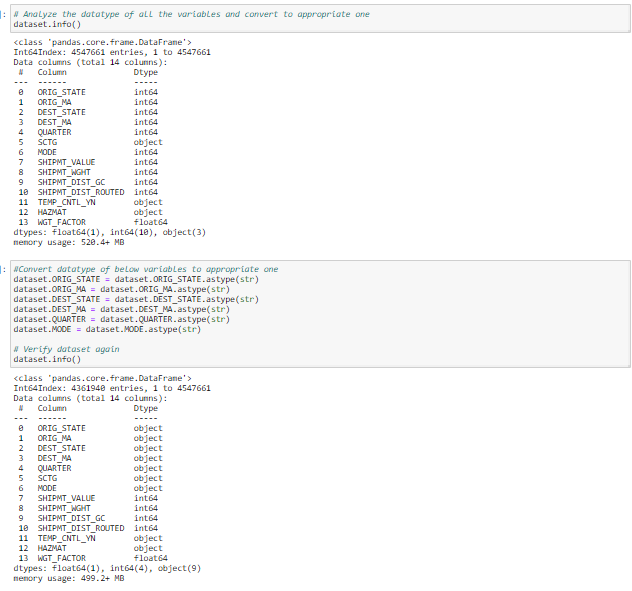 ]: # Analyze the datatype of all the variables and convert to appropriate one
dataset.info()
<class 'pandas.core.frame.DataFrame'>
Int64Index: 4547661 entries, 1 to 4547661
Data columns (total 14 columns):
 #   Column              Dtype
---  ------              -----
 0   ORIG_STATE          int64
 1   ORIG_MA             int64
 2   DEST_STATE          int64
 3   DEST_MA             int64
 4   QUARTER             int64
 5   SCTG                object
 6   MODE                int64
 7   SHIPMT_VALUE        int64
 8   SHIPMT_WGHT         int64
 9   SHIPMT_DIST_GC      int64
 10  SHIPMT_DIST_ROUTED  int64
 11  TEMP_CNTL_YN        object
 12  HAZMAT              object
 13  WGT_FACTOR          float64
dtypes: float64(1), int64(10), object(3)
memory usage: 520.4+ MB
]: #Convert datatype of below variables to appropriate one
dataset.ORIG_STATE = dataset.ORIG_STATE.astype(str)
dataset.ORIG_MA = dataset.ORIG_MA.astype(str)
dataset.DEST_STATE = dataset.DEST_STATE.astype(str)
dataset.DEST_MA = dataset.DEST_MA.astype(str)
dataset.QUARTER = dataset.QUARTER.astype(str)
dataset.MODE = dataset.MODE.astype(str)
# Verify dataset again
dataset.info()
<class 'pandas.core.frame.DataFrame'>
Int64Index: 4361940 entries, 1 to 4547661
Data columns (total 14 columns):
 #   Column              Dtype
---  ------              -----
 0   ORIG_STATE          object
 1   ORIG_MA             object
 2   DEST_STATE          object
 3   DEST_MA             object
 4   QUARTER             object
 5   SCTG                object
 6   MODE                object
 7   SHIPMT_VALUE        int64
 8   SHIPMT_WGHT         int64
 9   SHIPMT_DIST_GC      int64
 10  SHIPMT_DIST_ROUTED  int64
 11  TEMP_CNTL_YN        object
 12  HAZMAT              object
 13  WGT_FACTOR          float64
dtypes: float64(1), int64(4), object(9)
memory usage: 499.2+ MB